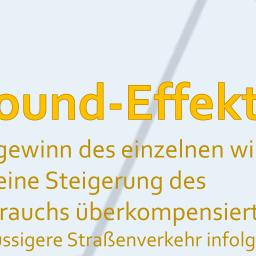 ound-Effekt
gewinn des einzelnen wi
eine Steigerung des
rauchs überkompensiert
üssigere Straßenverkehr infolg